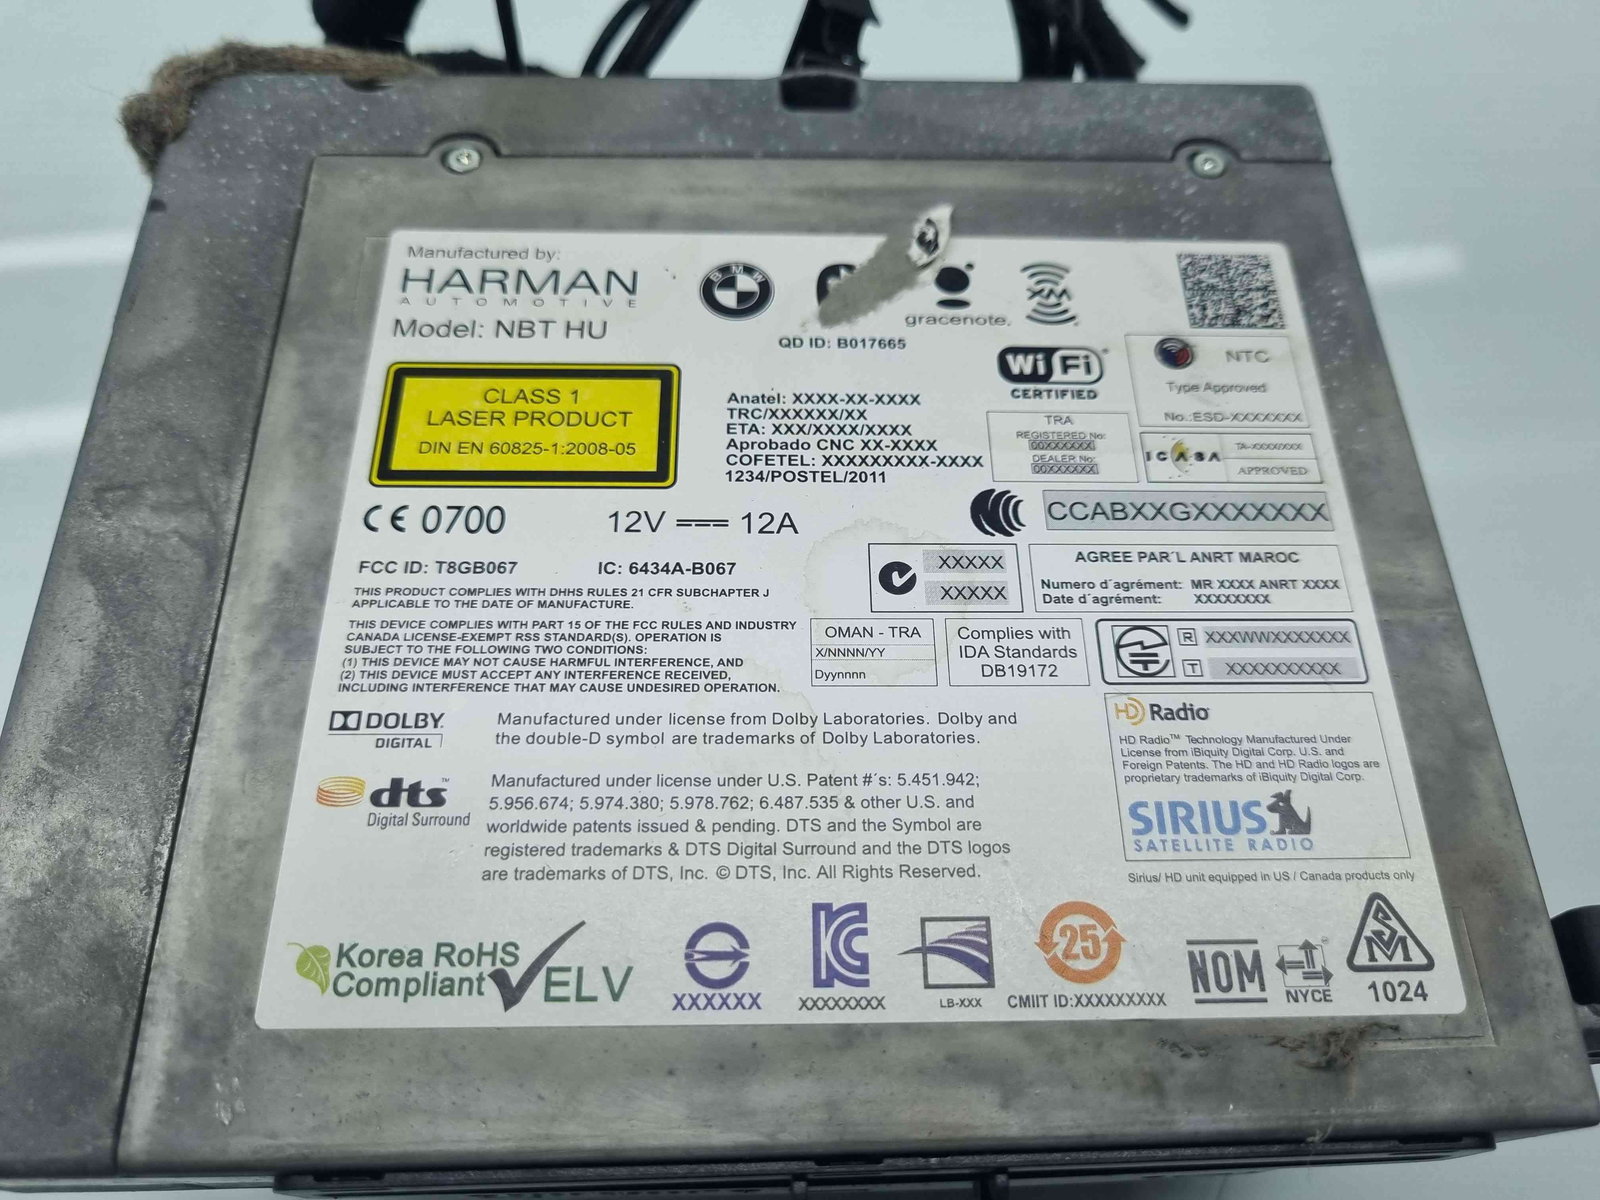 Manufactured by:
HARMAN
AUTOMOTIVE
Model: NBT HU
BMW
gracenote.
XM
QD ID: B017665
CLASS 1
LASER PRODUCT
DIN EN 60825-1:2008-05
Anatel: XXXX-XX-XXXX
TRC/XXXXXX/XX
ETA: XXX/XXXX/XXXX
Aprobado CNC XX-XXXX
COFETEL: XXXXXXXXX-XXXX
1234/POSTEL/2011
Wi Fi
CERTIFIED
NTC
Type Approved
No.:ESD-XXXXXXX
TRA
REGISTERED No:
00XXXXXX
DEALER No:
00XXXXXX
ICASA
TA-XXXXXXXX
APPROVED
CE 0700
12V 12A
CCABXXGXXXXXXX
FCC ID: T8GB067
IC: 6434A-B067
THIS PRODUCT COMPLIES WITH DHHS RULES 21 CFR SUBCHAPTER J
APPLICABLE TO THE DATE OF MANUFACTURE.
XXXXX
XXXXX
AGREE PAR´L ANRT MAROC
Numero d´agrément: MR XXXX ANRT XXXX
Date d´agrément: XXXXXXXX
THIS DEVICE COMPLIES WITH PART 15 OF THE FCC RULES AND INDUSTRY
CANADA LICENSE-EXEMPT RSS STANDARD(S). OPERATION IS
SUBJECT TO THE FOLLOWING TWO CONDITIONS:
(1) THIS DEVICE MAY NOT CAUSE HARMFUL INTERFERENCE, AND
(2) THIS DEVICE MUST ACCEPT ANY INTERFERENCE RECEIVED,
INCLUDING INTERFERENCE THAT MAY CAUSE UNDESIRED OPERATION.
OMAN - TRA
X/NNNN/YY
Dyynnnn
Complies with
IDA Standards
DB19172
R XXXWWXXXXXXX
T XXXXXXXXXX
DOLBY
DIGITAL
Manufactured under license from Dolby Laboratories. Dolby and
the double-D symbol are trademarks of Dolby Laboratories.
HD Radio
HD Radio™ Technology Manufactured Under
License from iBiquity Digital Corp. U.S. and
Foreign Patents. The HD and HD Radio logos are
proprietary trademarks of iBiquity Digital Corp.
SIRIUS
SATELLITE RADIO
Sirius/ HD unit equipped in US / Canada products only
dts™
Digital Surround
Manufactured under license under U.S. Patent #´s: 5.451.942;
5.956.674; 5.974.380; 5.978.762; 6.487.535 & other U.S. and
worldwide patents issued & pending. DTS and the Symbol are
registered trademarks & DTS Digital Surround and the DTS logos
are trademarks of DTS, Inc. © DTS, Inc. All Rights Reserved.
Korea RoHS
Compliant
ELV
XXXXXX
KC
XXXXXXXX
LB-XXX
25
CMIIT ID:XXXXXXXXX
NOM
NYCE
SM
1024